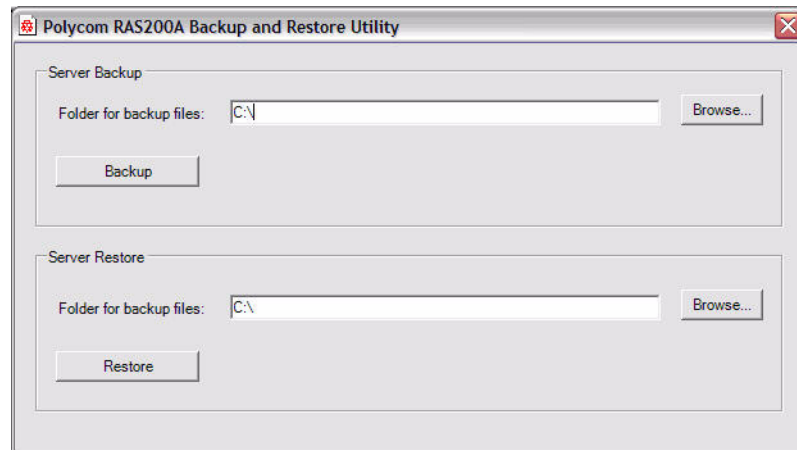 Polycom RAS200A Backup and Restore Utility
Server Backup
Folder for backup files: C:\ Browse...
Backup
Server Restore
Folder for backup files: C:\ Browse...
Restore